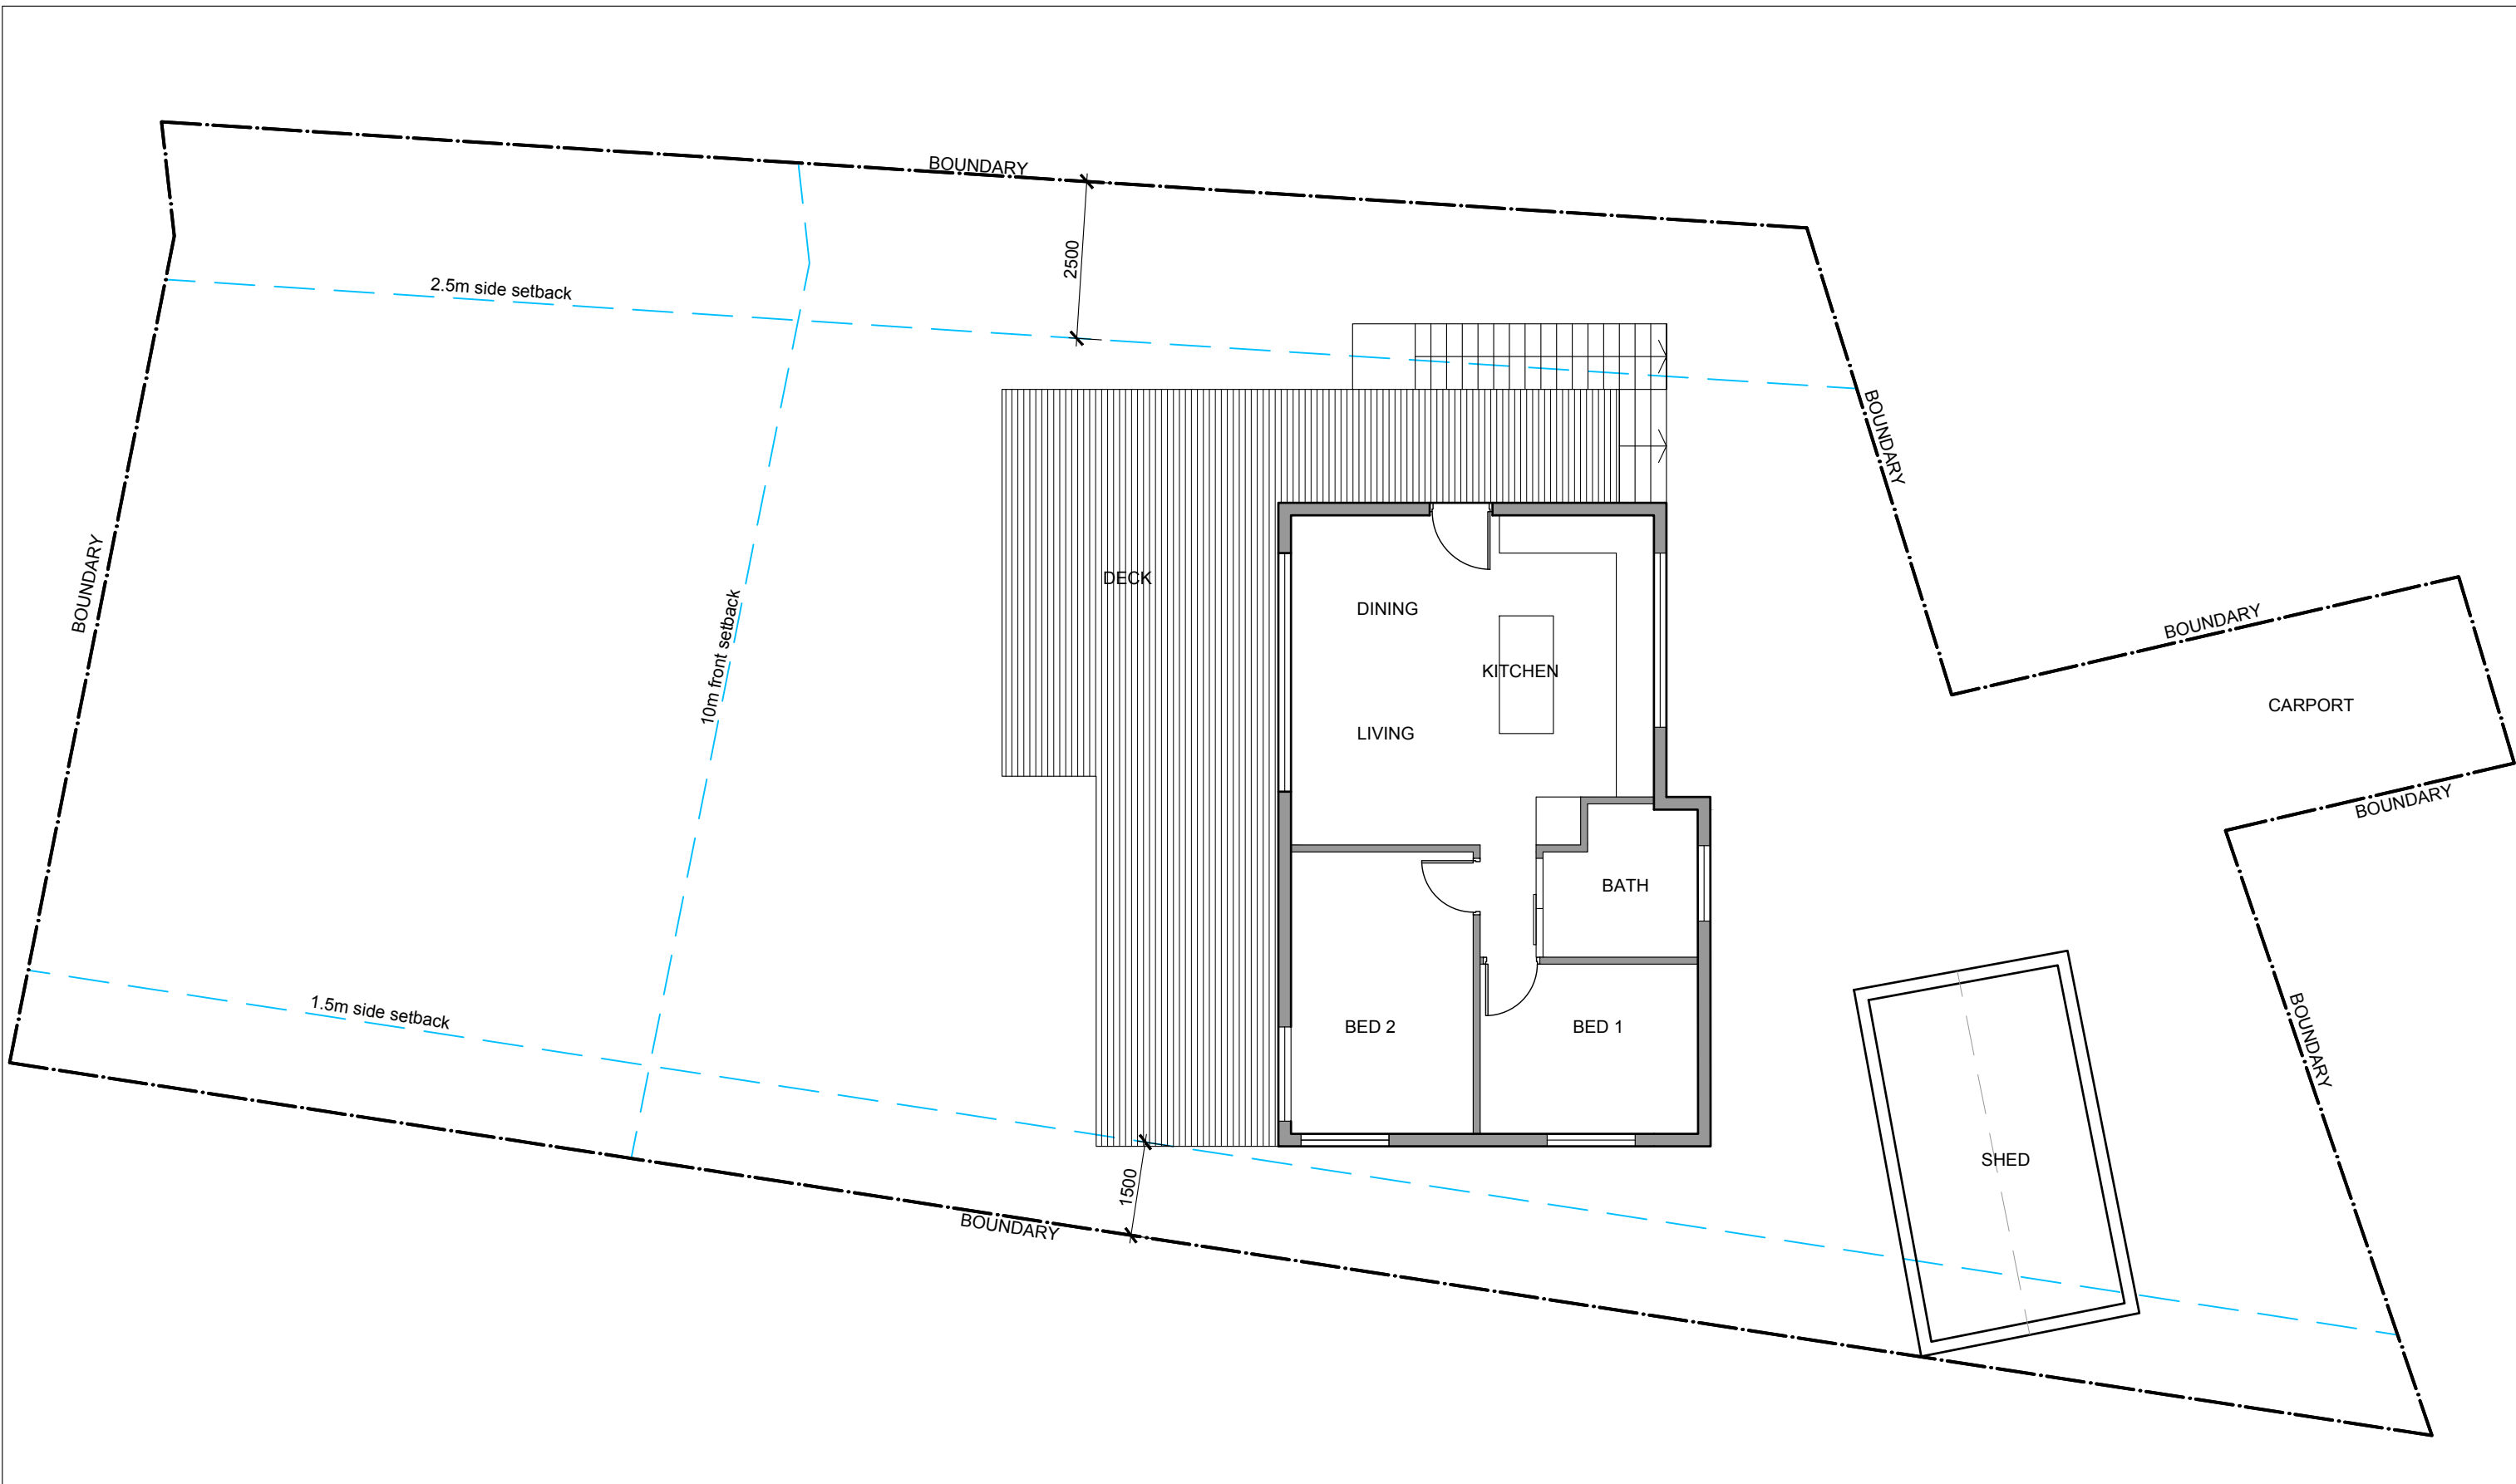 BOUNDARY
2500
2.5m side setback
BOUNDARY
BOUNDARY
DECK
DINING
BOUNDARY
10m front setback
KITCHEN
CARPORT
LIVING
BOUNDARY
BATH
1.5m side setback
BED 2
BED 1
BOUNDARY
SHED
1500
BOUNDARY